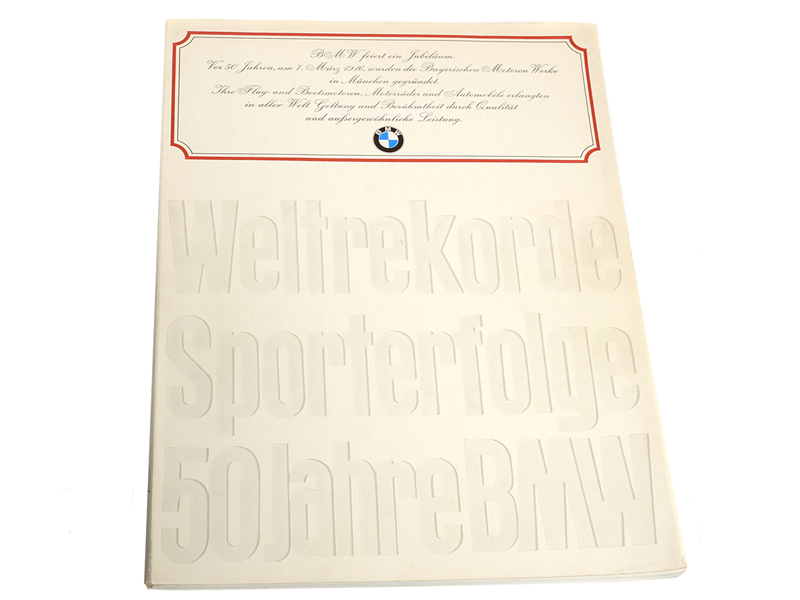 BMW feiert ein Jubiläum.
Vor 50 Jahren, am 7. März 1916, wurden die Bayerischen Motoren Werke
in München gegründet.
Ihre Flug- und Bootsmotoren, Motorräder und Automobile erlangten
in aller Welt Geltung und Berühmtheit durch Qualität
und außergewöhnliche Leistung.
BMW
Weltrekorde
Sporterfolge
50 Jahre BMW